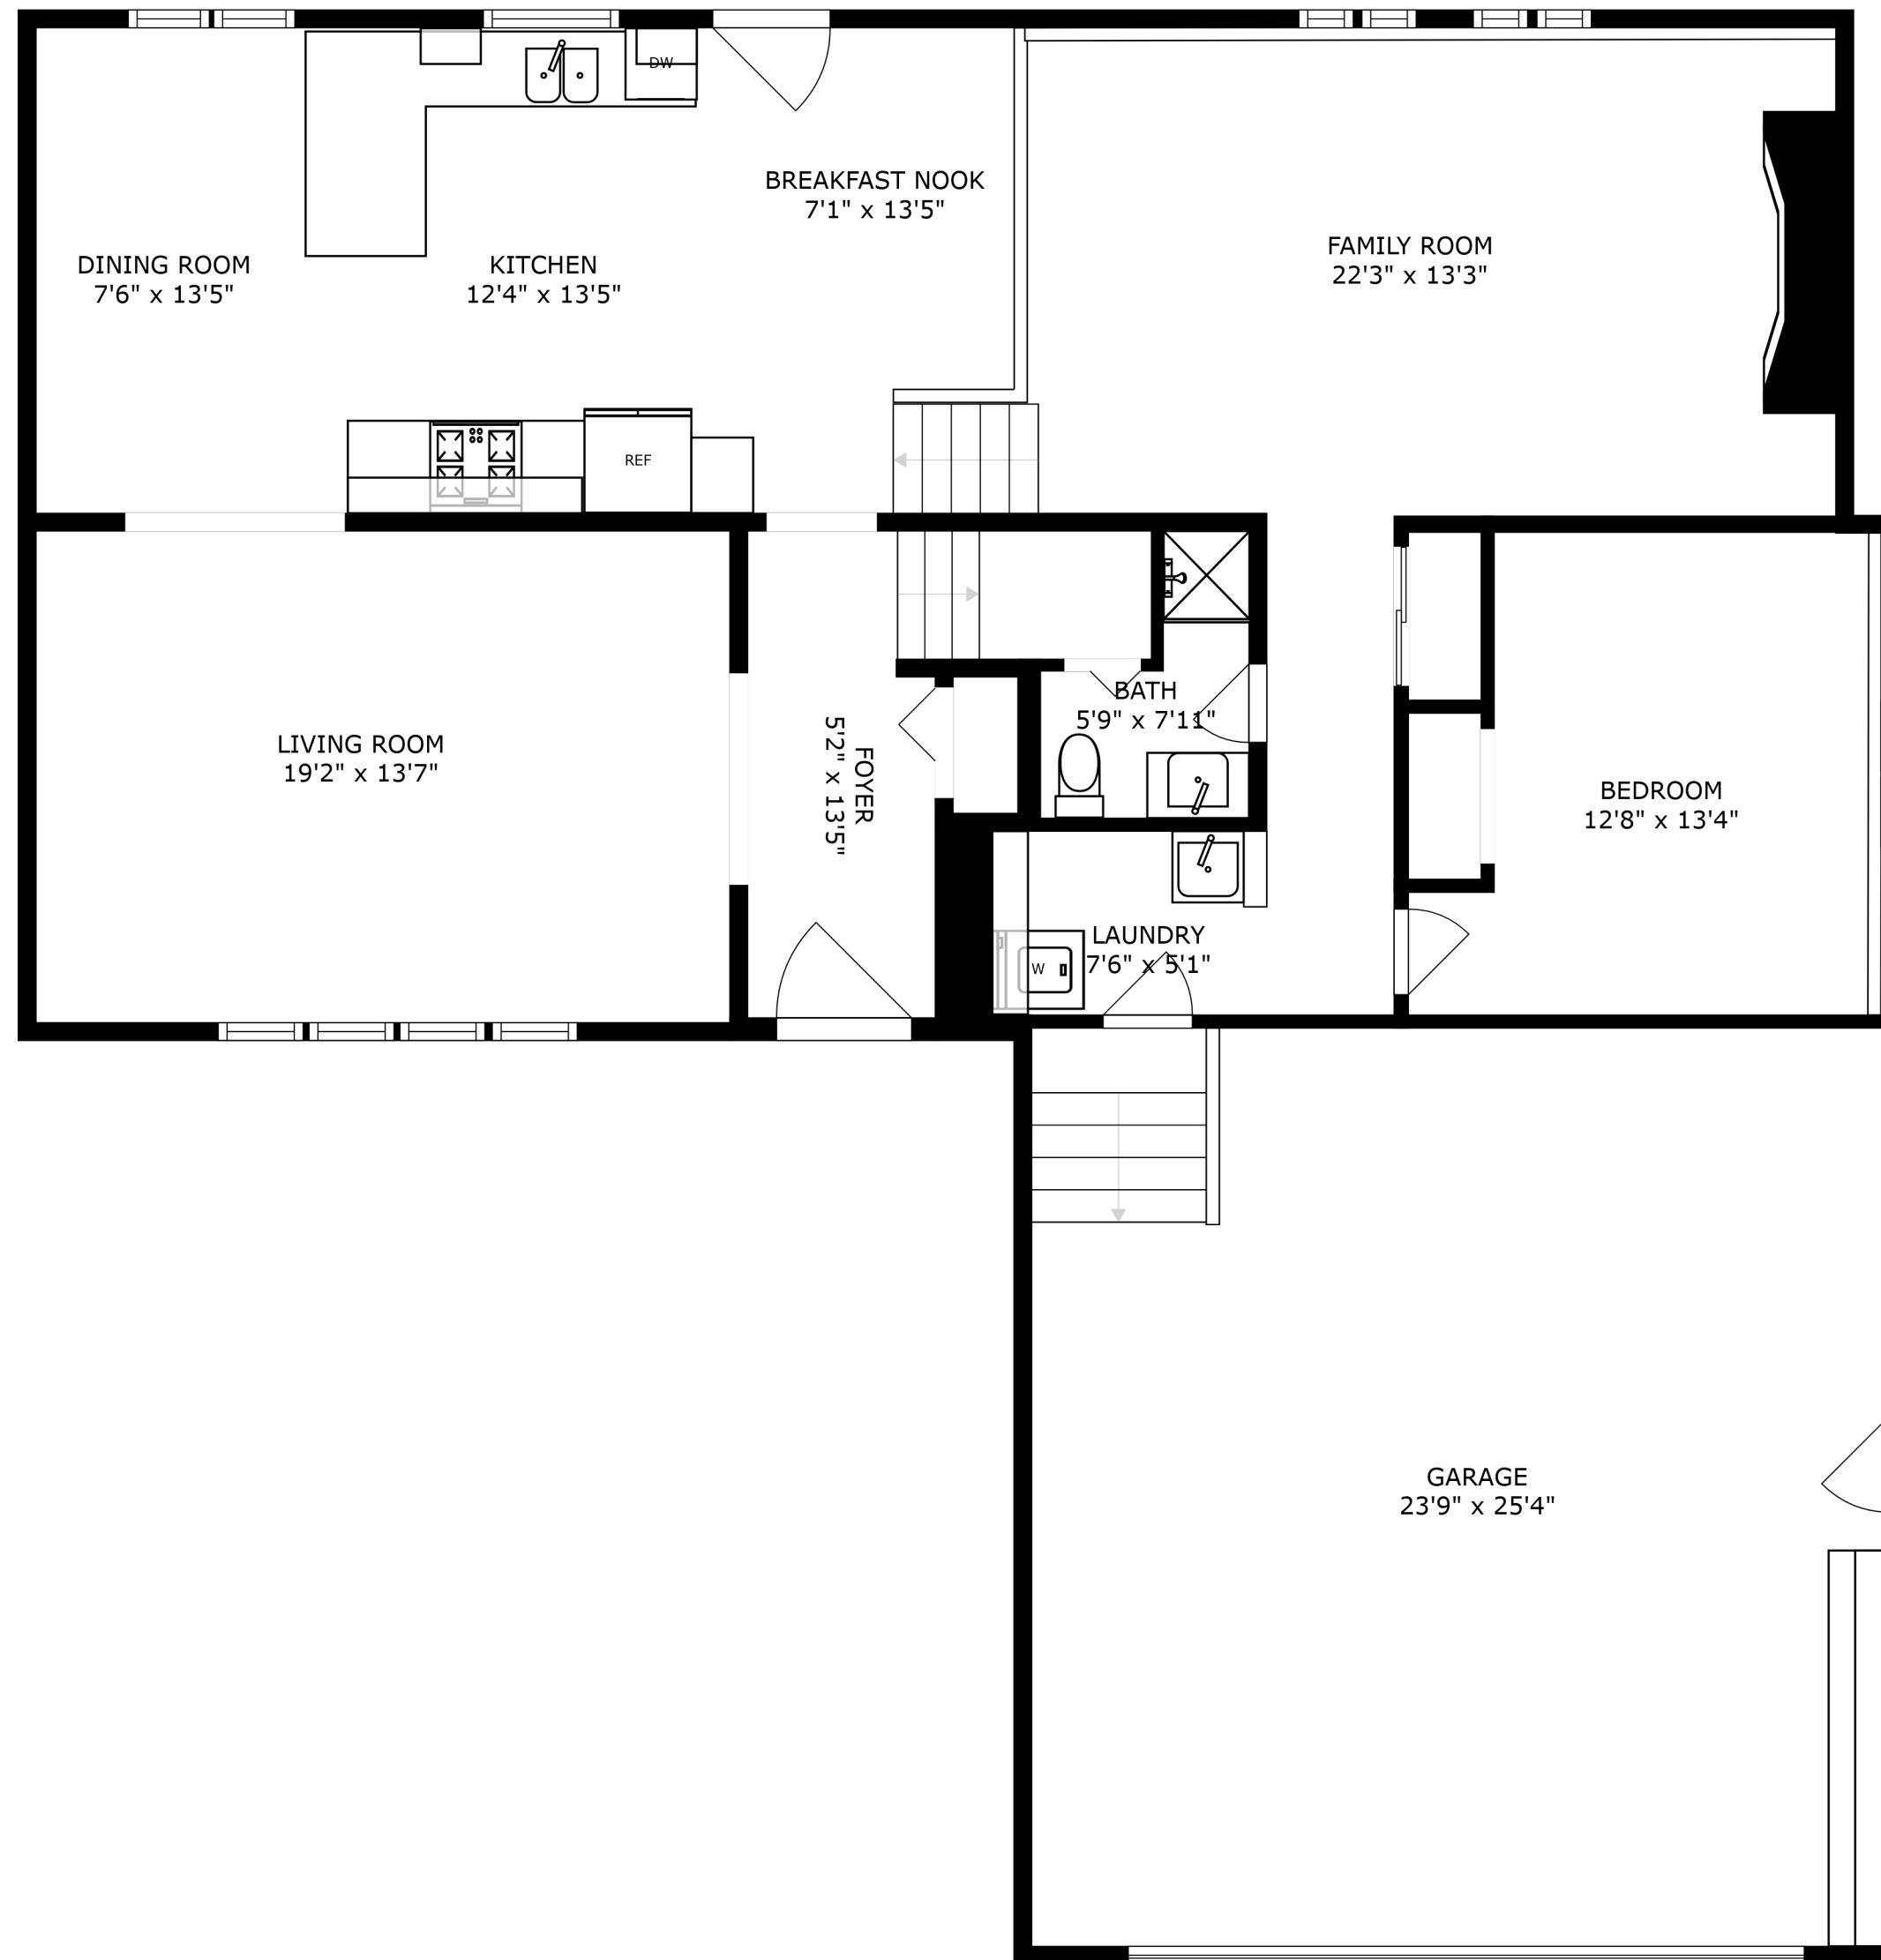 DW
BREAKFAST NOOK
7'1" x 13'5"
FAMILY ROOM
22'3" x 13'3"
DINING ROOM
7'6" x 13'5"
KITCHEN
12'4" x 13'5"
REF
BATH
5'9" x 7'11"
LIVING ROOM
19'2" x 13'7"
FOYER
5'2" x 13'5"
BEDROOM
12'8" x 13'4"
LAUNDRY
7'6" x 5'1"
W
GARAGE
23'9" x 25'4"